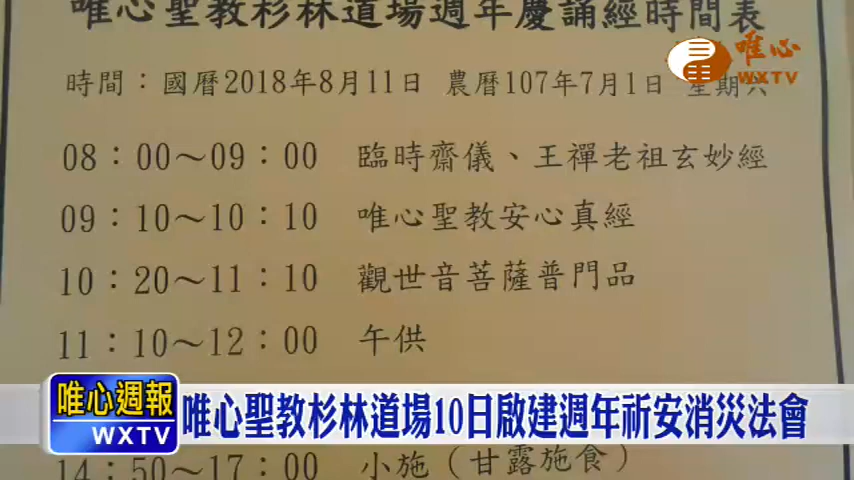 唯心聖教杉林道場週年慶誦經時間表
唯心
WXTV
時間：國曆2018年8月11日 農曆107年7月1日 星期六
08：00～09：00 臨時齋儀、王禪老祖玄妙經
09：10～10：10 唯心聖教安心真經
10：20～11：10 觀世音菩薩普門品
11：10～12：00 午供
唯心週報
WXTV
唯心聖教杉林道場10日啟建週年祈安消災法會
14：50～17：00 小施（甘露施食）